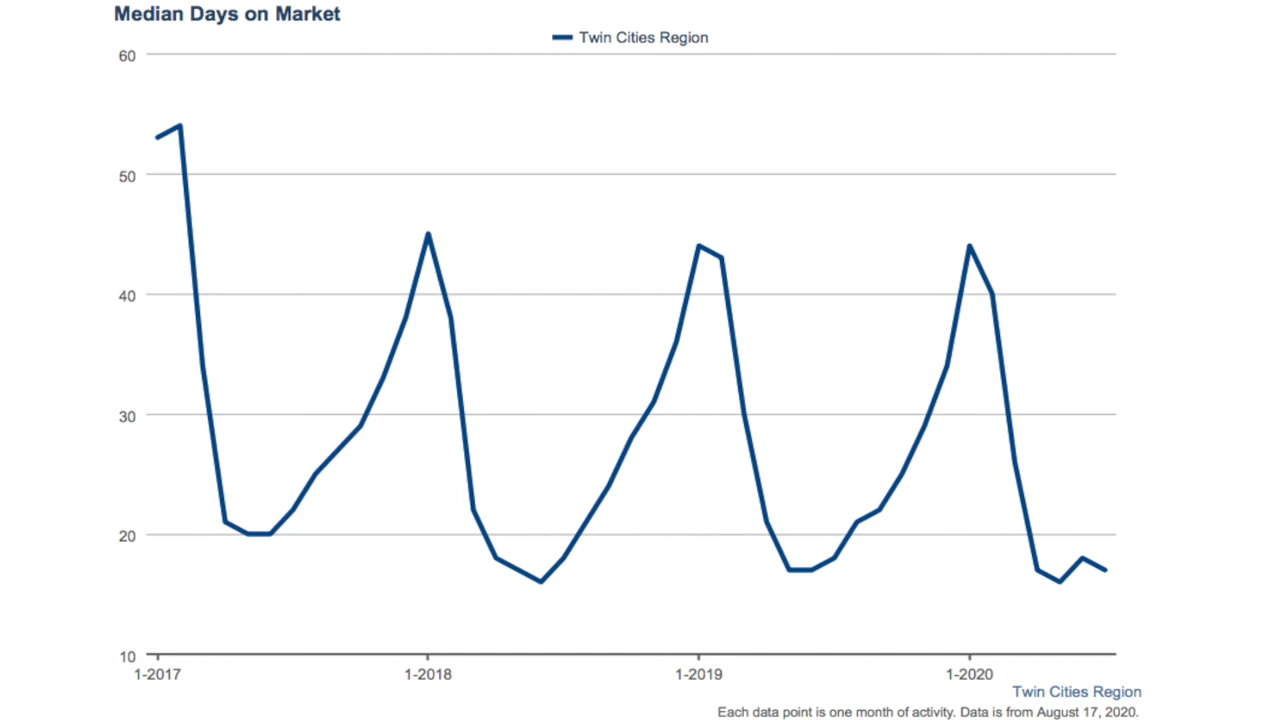 Median Days on Market
Twin Cities Region
60
50
40
30
20
10
1-2017 1-2018 1-2019 1-2020
Twin Cities Region
Each data point is one month of activity. Data is from August 17, 2020.